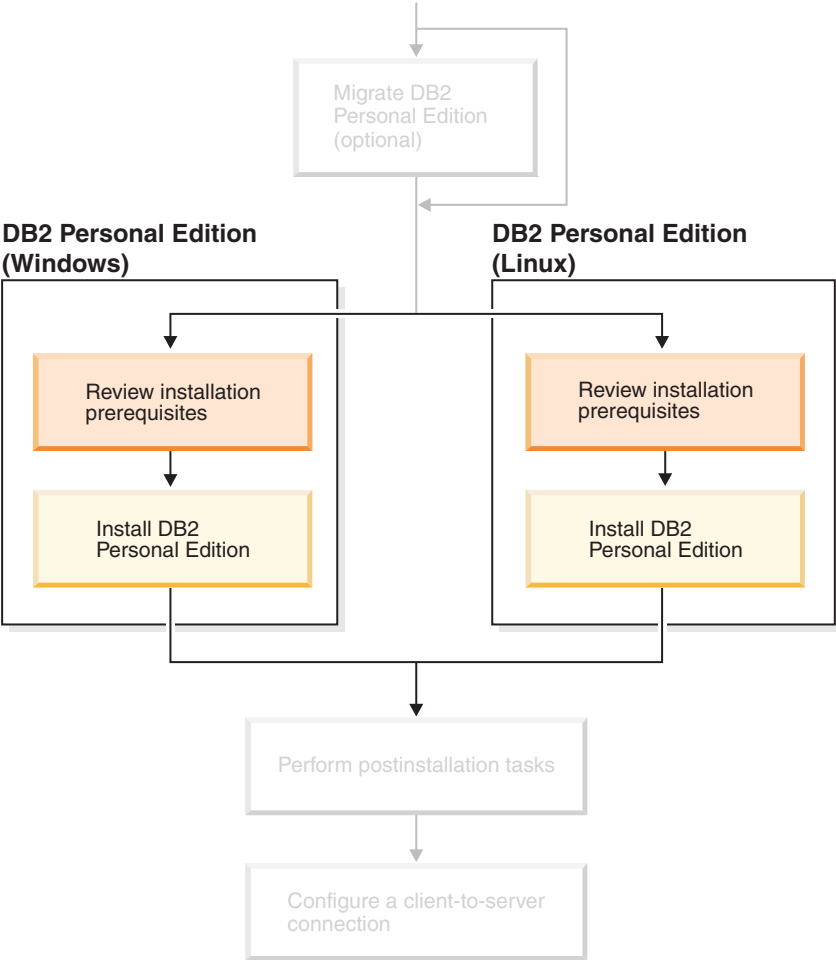 Migrate DB2
Personal Edition
(optional)
DB2 Personal Edition
(Windows)
Review installation
prerequisites
Install DB2
Personal Edition
DB2 Personal Edition
(Linux)
Review installation
prerequisites
Install DB2
Personal Edition
Perform postinstallation tasks
Configure a client-to-server
connection